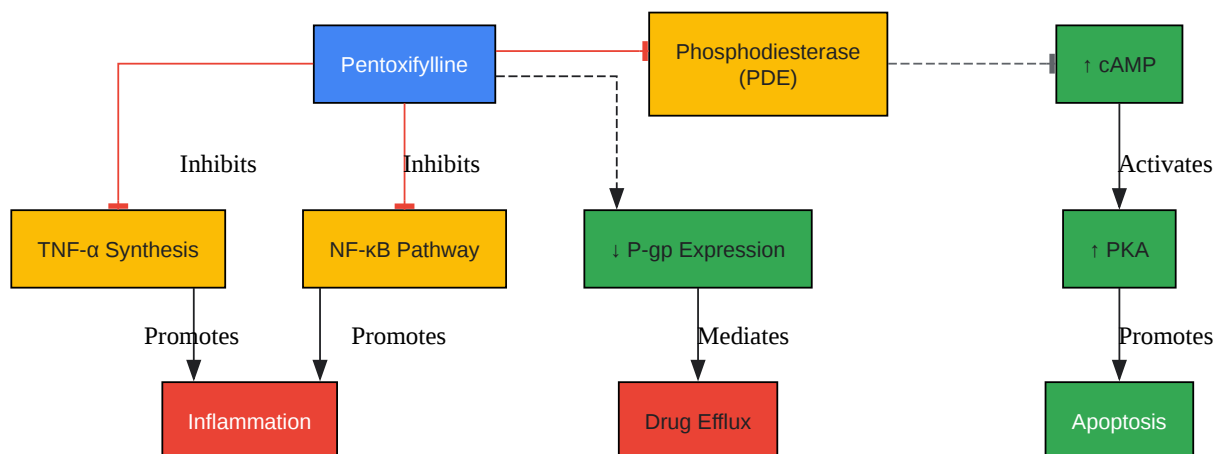 Pentoxifylline
Phosphodiesterase
(PDE)
↑ cAMP
Inhibits
Inhibits
Activates
TNF-α Synthesis
NF-κB Pathway
↓ P-gp Expression
↑ PKA
Promotes
Promotes
Mediates
Promotes
Inflammation
Drug Efflux
Apoptosis